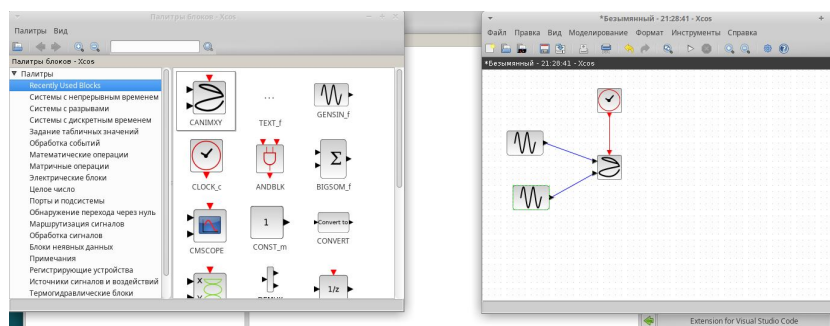 Палитры блоков - Xcos
Палитры Вид
Палитры блоков - Xcos
Палитры
Recently Used Blocks
Системы с непрерывным временем
Системы с разрывами
Системы с дискретным временем
Задание табличных значений
Обработка событий
Математические операции
Матричные операции
Электрические блоки
Целое число
Порты и подсистемы
Обнаружение перехода через нуль
Маршрутизация сигналов
Обработка сигналов
Блоки неявных данных
Примечания
Регистрирующие устройства
Источники сигналов и воздействий
Термогидравлические блоки
CANIMXY
...
TEXT_f
GENSIN_f
CLOCK_c
ANDBLK
Σ
BIGSOM_f
CMSCOPE
1
CONST_m
Convert to
CONVERT
X
Y
DEMUX
1/z
*Безымянный - 21:28:41 - Xcos
Файл Правка Вид Моделирование Формат Инструменты Справка
*Безымянный - 21:28:41 - Xcos
Extension for Visual Studio Code